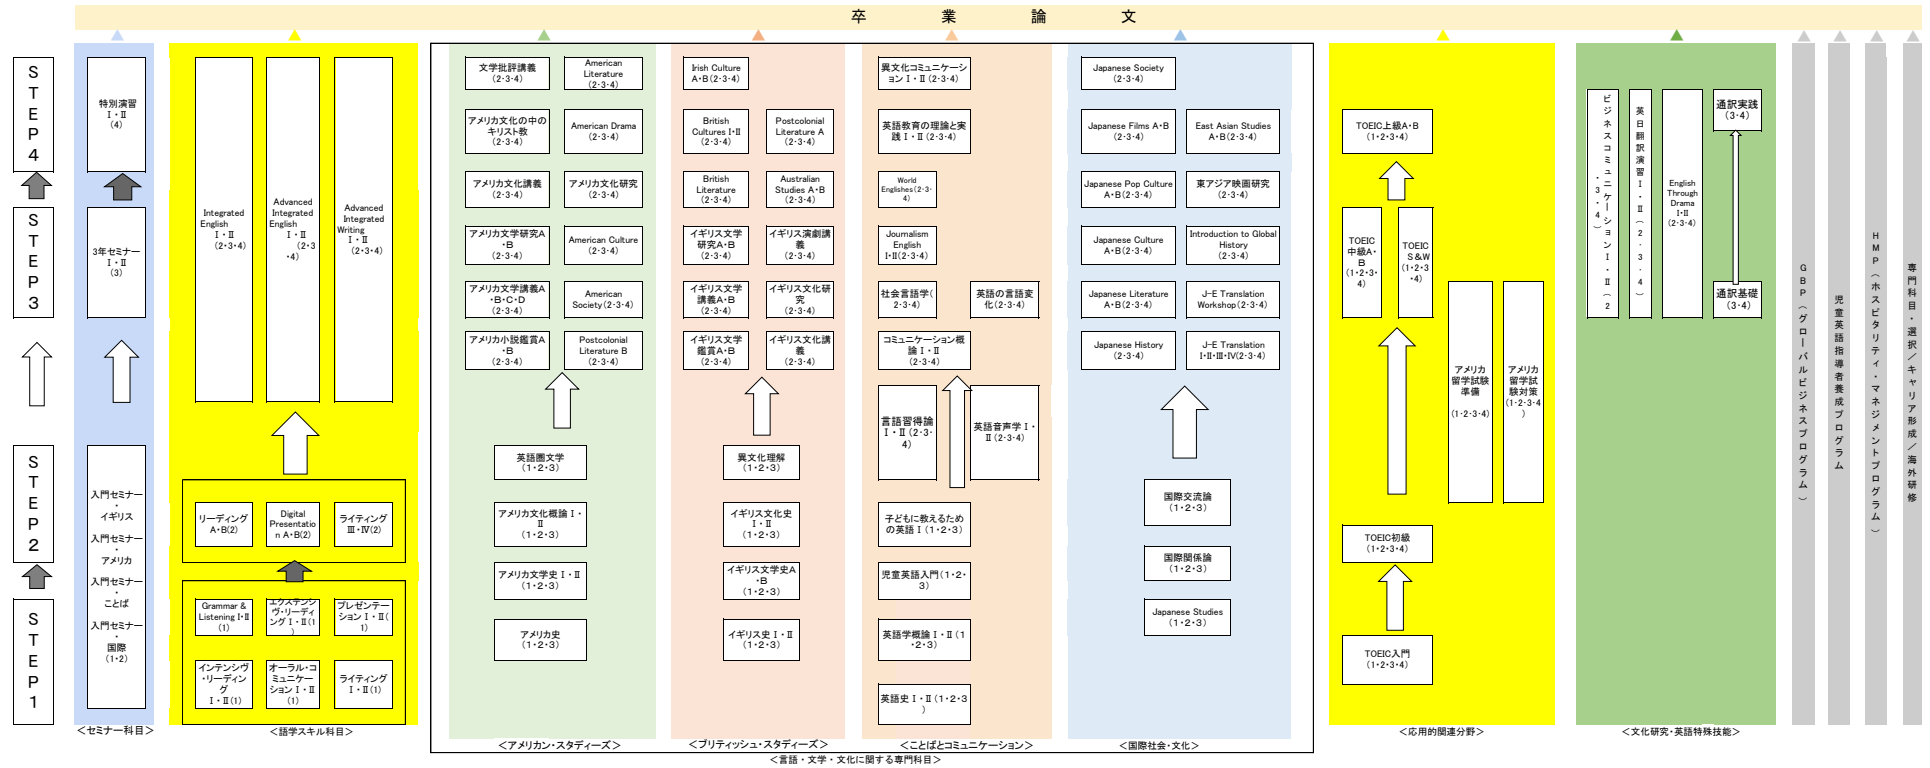 卒業論文
STEP4
STEP3
STEP2
STEP1
特別演習
Ⅰ・Ⅱ
(4)
3年セミナー
Ⅰ・Ⅱ
(3)
入門セミナー
・
イギリス
入門セミナー
・
アメリカ
入門セミナー
・
ことば
入門セミナー
・
国際
(1・2)
＜セミナー科目＞
Integrated
English
Ⅰ・Ⅱ
(2・3・4)
Advanced
Integrated
English
Ⅰ・Ⅱ
(2・3
・4)
Advanced
Integrated
Writing
Ⅰ・Ⅱ
(2・3・4)
リーディング
A・B(2)
Digital
Presentatio
n A・B(2)
ライティング
Ⅲ・Ⅳ(2)
Grammar &
Listening Ⅰ・Ⅱ
(1)
エクステンシ
ヴ・リーディ
ングⅠ・Ⅱ(1)
プレゼンテー
ションⅠ・Ⅱ(
1)
インテンシヴ
・リーディン
グ
Ⅰ・Ⅱ(1)
オーラル・コ
ミュニケー
ションⅠ・Ⅱ
(1)
ライティング
Ⅰ・Ⅱ(1)
＜語学スキル科目＞
文学批評講義
(2・3・4)
American
Literature
(2・3・4)
アメリカ文化の中の
キリスト教
(2・3・4)
American Drama
(2・3・4)
アメリカ文化講義
(2・3・4)
アメリカ文化研究
(2・3・4)
アメリカ文学研究A
・B
(2・3・4)
American Culture
(2・3・4)
アメリカ文学講義A
・B・C・D
(2・3・4)
American
Society(2・3・4)
アメリカ小説鑑賞A
・B
(2・3・4)
Postcolonial
Literature B
(2・3・4)
英語圏文学
(1・2・3)
アメリカ文化概論Ⅰ・
Ⅱ
(1・2・3)
アメリカ文学史Ⅰ・Ⅱ
(1・2・3)
アメリカ史
(1・2・3)
＜アメリカン・スタディーズ＞
Irish Culture
A・B(2・3・4)
British
Cultures Ⅰ・Ⅱ
(2・3・4)
Postcolonial
Literature A
(2・3・4)
British
Literature
(2・3・4)
Australian
Studies A・B
(2・3・4)
イギリス文学
研究A・B
(2・3・4)
イギリス演劇講
義
(2・3・4)
イギリス文学
講義A・B
(2・3・4)
イギリス文化研
究
(2・3・4)
イギリス文学
鑑賞A・B
(2・3・4)
イギリス文化講
義
(2・3・4)
異文化理解
(1・2・3)
イギリス文化史
Ⅰ・Ⅱ
(1・2・3)
イギリス文学史A
・B
(1・2・3)
イギリス史Ⅰ・Ⅱ
(1・2・3)
＜ブリティッシュ・スタディーズ＞
異文化コミュニケー
ションⅠ・Ⅱ(2・3・4)
英語教育の理論と実
践Ⅰ・Ⅱ(2・3・4)
World
Englishes(2・3・
4)
Journalism
English
Ⅰ・Ⅱ(2・3・4)
社会言語学(
2・3・4)
英語の言語変
化(2・3・4)
コミュニケーション概
論Ⅰ・Ⅱ
(2・3・4)
言語習得論
Ⅰ・Ⅱ(2・3・
4)
英語音声学Ⅰ・
Ⅱ(2・3・4)
子どもに教えるため
の英語Ⅰ(1・2・3)
児童英語入門(1・2・
3)
英語学概論Ⅰ・Ⅱ(1
・2・3)
英語史Ⅰ・Ⅱ(1・2・3
)
＜ことばとコミュニケーション＞
Japanese Society
(2・3・4)
Japanese Films A・B
(2・3・4)
East Asian Studies
A・B(2・3・4)
Japanese Pop Culture
A・B(2・3・4)
東アジア映画研究
(2・3・4)
Japanese Culture
A・B(2・3・4)
Introduction to Global
History
(2・3・4)
Japanese Literature
A・B(2・3・4)
J-E Translation
Workshop(2・3・4)
Japanese History
(2・3・4)
J-E Translation
Ⅰ・Ⅱ・Ⅲ・Ⅳ(2・3・4)
国際交流論
(1・2・3)
国際関係論
(1・2・3)
Japanese Studies
(1・2・3)
＜国際社会・文化＞
＜言語・文学・文化に関する専門科目＞
TOEIC上級A・B
(1・2・3・4)
TOEIC
中級A・
B
(1・2・3・
4)
TOEIC
S&W
(1・2・3
・4)
アメリカ
留学試験
準備
(1・2・3・4)
アメリカ
留学試
験対策
(1・2・3・4
)
TOEIC初級
(1・2・3・4)
TOEIC入門
(1・2・3・4)
＜応用的関連分野＞
ビジネスコミュニケーションⅠ・Ⅱ(2
・3・4)
英日翻訳演習Ⅰ・Ⅱ(2・3・4)
English
Through
Drama
Ⅰ・Ⅱ
(2・3・4)
通訳実践
(3・4)
通訳基礎
(3・4)
＜文化研究・英語特殊技能＞
GBP(グローバルビジネスプログラム)
児童英語指導者養成プログラム
HMP(ホスピタリティ・マネジメントプログラム)
専門科目・選択/キャリア形成/海外研修